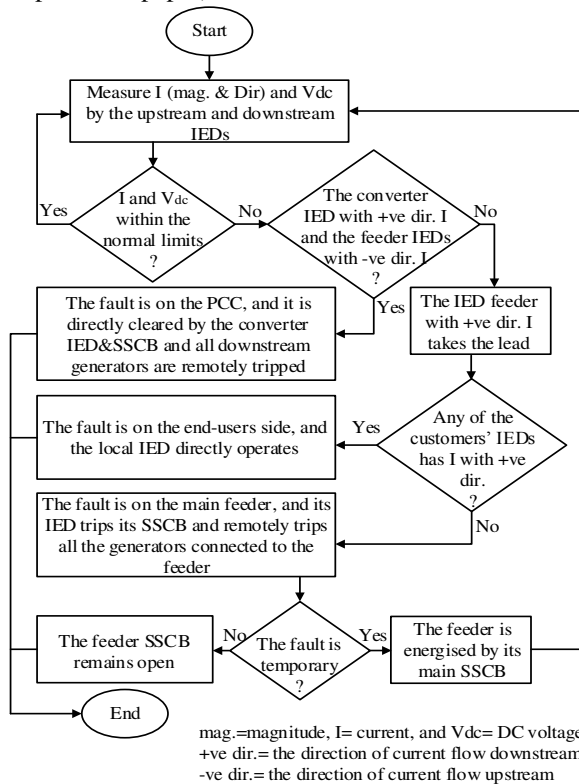 Start
Measure I (mag. & Dir) and Vdc
by the upstream and downstream
IEDs
I and Vdc
within the
normal limits
?
Yes
No
The converter
IED with +ve dir. I
and the feeder IEDs
with -ve dir. I
?
No
Yes
The fault is on the PCC, and it is
directly cleared by the converter
IED&SSCB and all downstream
generators are remotely tripped
The IED feeder
with +ve dir. I
takes the lead
The fault is on the end-users side, and
the local IED directly operates
Yes
Any of the
customers' IEDs
has I with +ve
dir.
?
No
The fault is on the main feeder, and its
IED trips its SSCB and remotely trips
all the generators connected to the
feeder
The feeder SSCB
remains open
No
The fault is
temporary
?
Yes
The feeder is
energised by its
main SSCB
End
mag.=magnitude, I= current, and Vdc= DC voltage
+ve dir.= the direction of current flow downstream
-ve dir.= the direction of current flow upstream